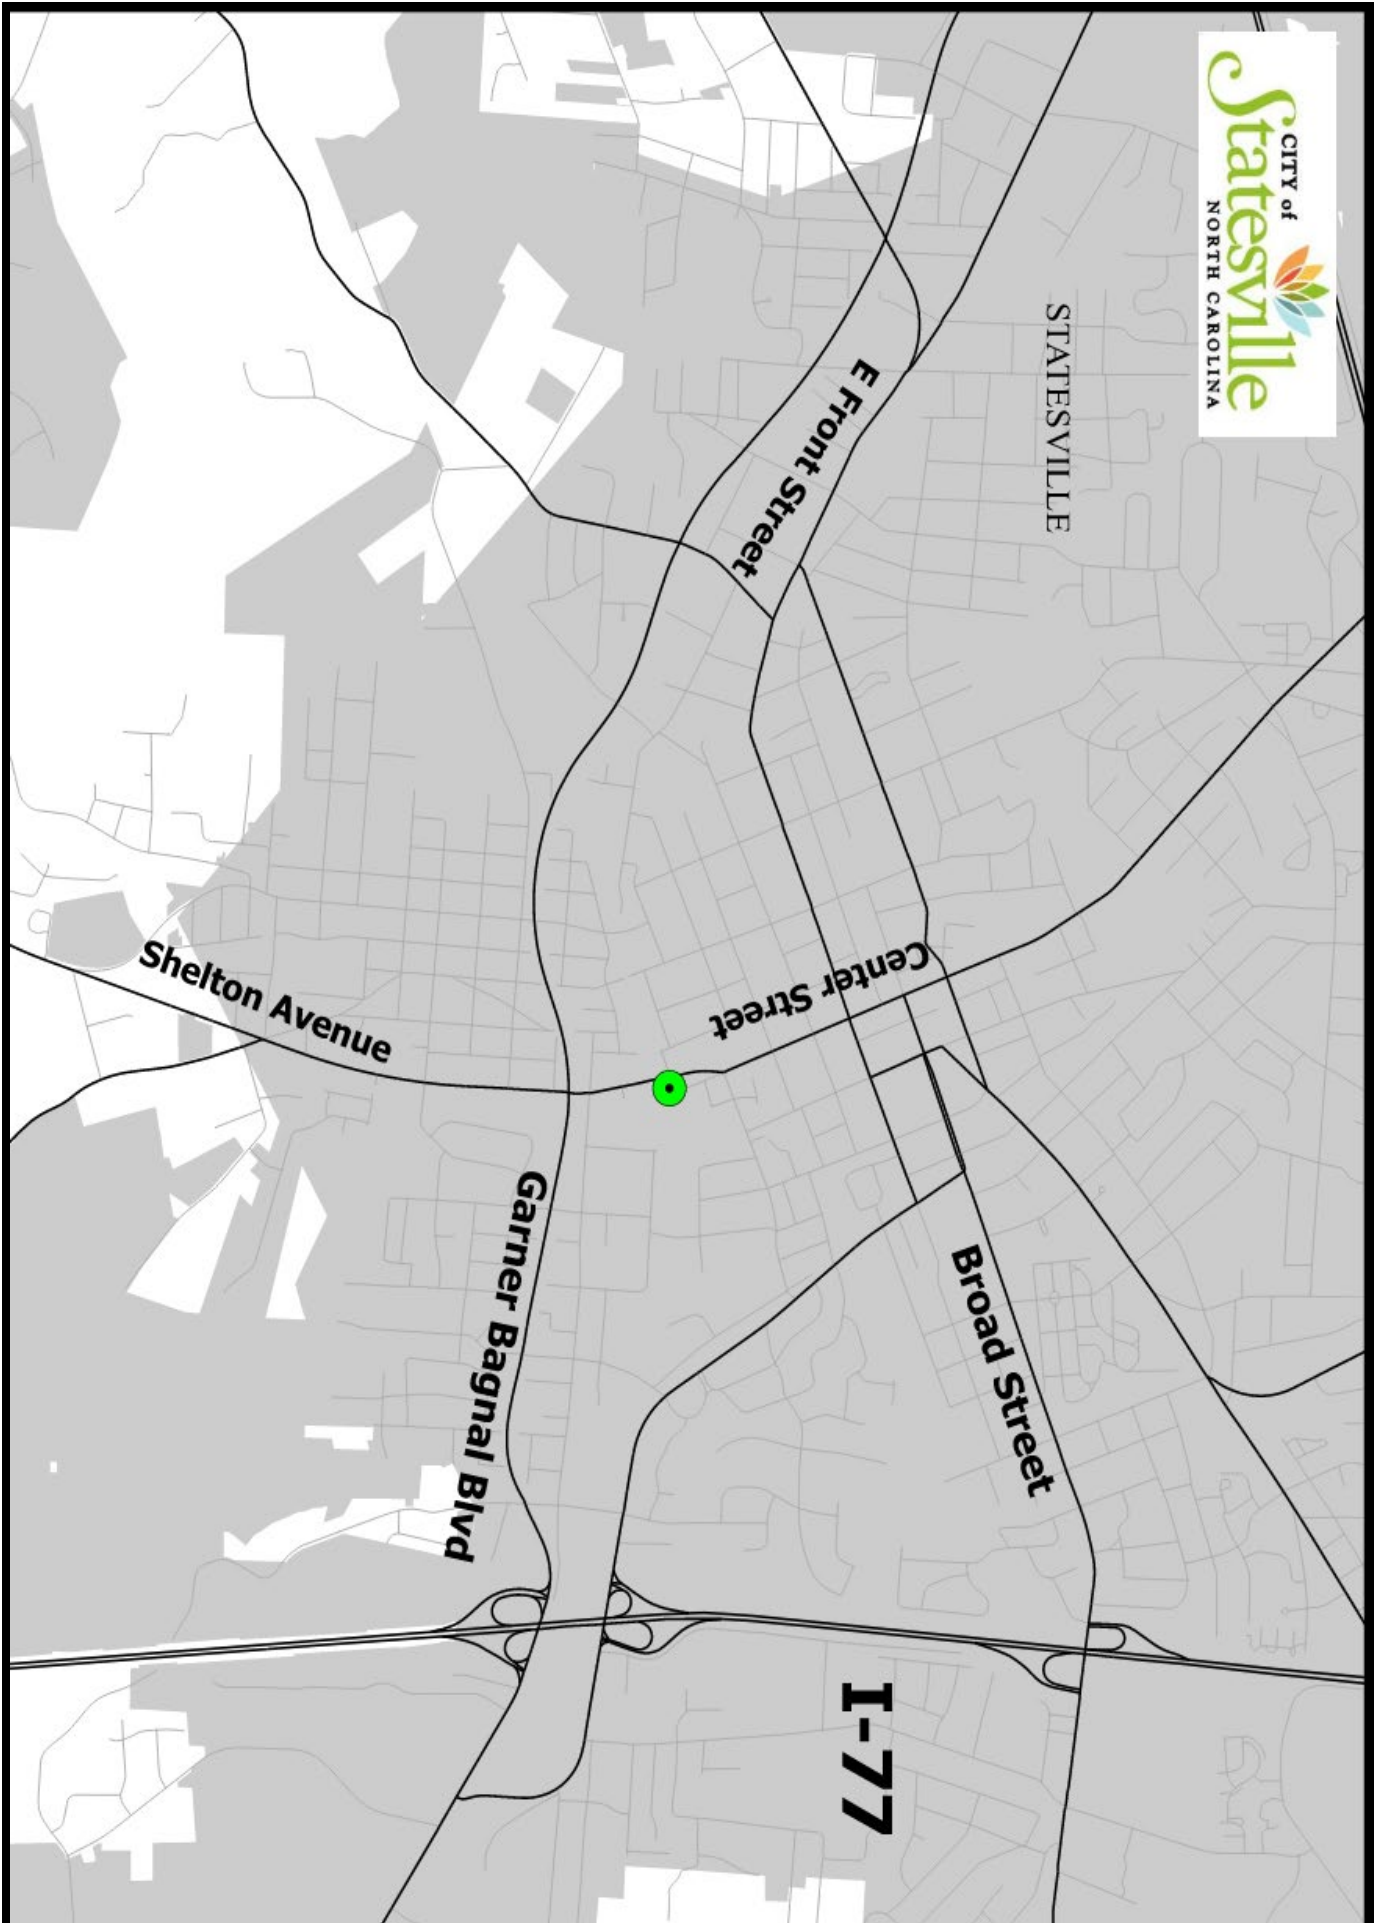 CITY of
Statesville
NORTH CAROLINA
STATESVILLE
E Front Street
Center Street
Shelton Avenue
Garner Bagnal Blvd
Broad Street
I-77